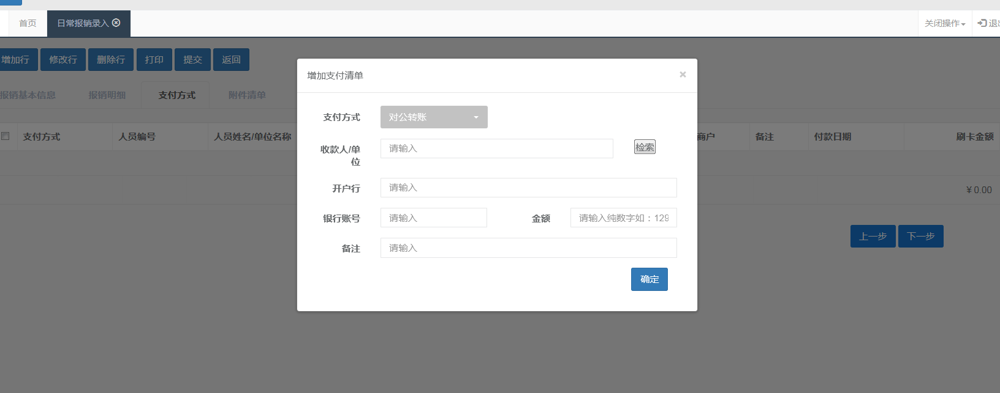 首页
日常报销录入
关闭操作
增加行
修改行
删除行
打印
提交
返回
增加支付清单
×
报销基本信息
报销明细
支付方式
附件清单
支付方式
对公转账
支付方式
人员编号
人员姓名/单位名称
商户
备注
付款日期
刷卡金额
收款人/单
位
请输入
检索
开户行
请输入
¥ 0.00
银行账号
请输入
金额
请输入纯数字如：129
上一步
下一步
备注
请输入
确定